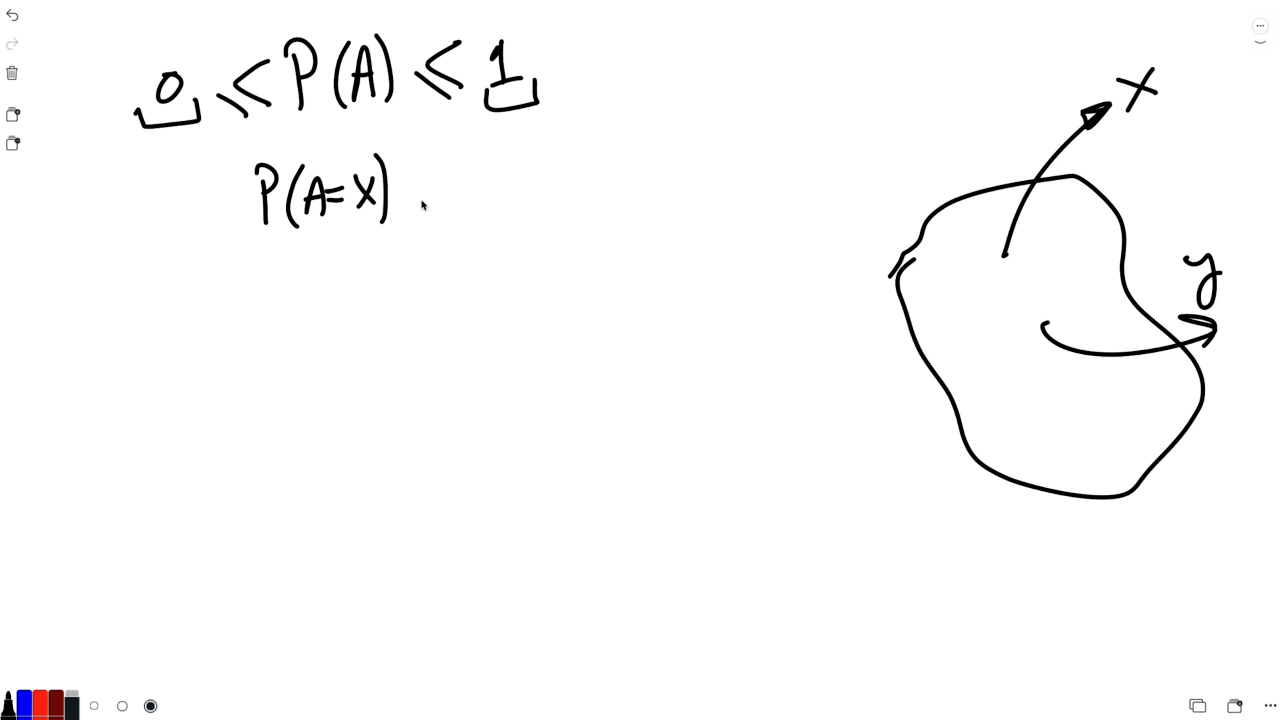 0 ≤ P(A) ≤ 1
P(A=X)
X
y